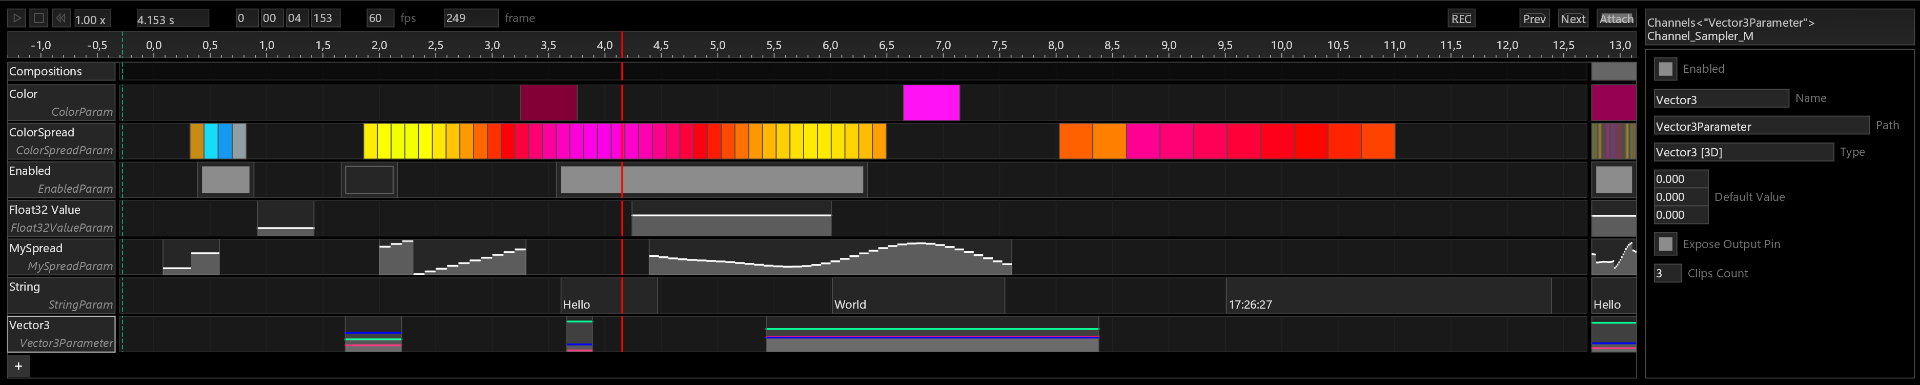 1.00 x 4.153 s 0 00 04 153 60 fps 249 frame REC Prev Next Attach
-1,0 -0,5 0,0 0,5 1,0 1,5 2,0 2,5 3,0 3,5 4,0 4,5 5,0 5,5 6,0 6,5 7,0 7,5 8,0 8,5 9,0 9,5 10,0 10,5 11,0 11,5 12,0 12,5 13,0
Compositions
Color
ColorParam
ColorSpread
ColorSpreadParam
Enabled
EnabledParam
Float32 Value
Float32ValueParam
MySpread
MySpreadParam
String
StringParam
Hello World 17:26:27 Hello
Vector3
Vector3Parameter
+
Channels<"Vector3Parameter">
Channel_Sampler_M
Enabled
Vector3 Name
Vector3Parameter Path
Vector3 [3D] Type
0.000
0.000 Default Value
0.000
Expose Output Pin
3 Clips Count